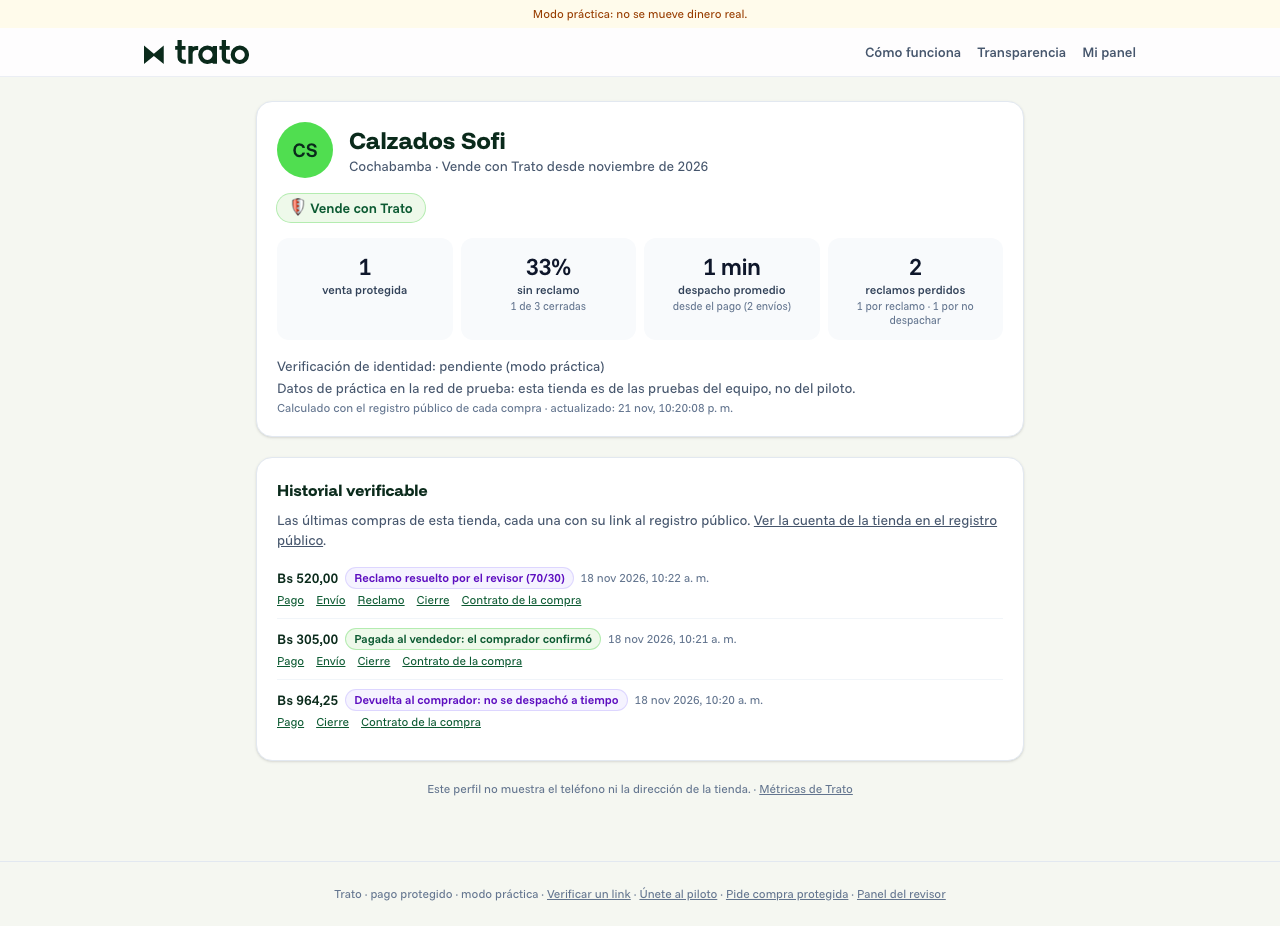 Modo práctica: no se mueve dinero real.
trato
Cómo funciona Transparencia Mi panel
CS
Calzados Sofi
Cochabamba · Vende con Trato desde noviembre de 2026
Vende con Trato
1
venta protegida
33%
sin reclamo
1 de 3 cerradas
1 min
despacho promedio
desde el pago (2 envíos)
2
reclamos perdidos
1 por reclamo · 1 por no
despachar
Verificación de identidad: pendiente (modo práctica)
Datos de práctica en la red de prueba: esta tienda es de las pruebas del equipo, no del piloto.
Calculado con el registro público de cada compra · actualizado: 21 nov, 10:20:08 p. m.
Historial verificable
Las últimas compras de esta tienda, cada una con su link al registro público. Ver la cuenta de la tienda en el registro
público.
Bs 520,00 Reclamo resuelto por el revisor (70/30) 18 nov 2026, 10:22 a. m.
Pago Envío Reclamo Cierre Contrato de la compra
Bs 305,00 Pagada al vendedor: el comprador confirmó 18 nov 2026, 10:21 a. m.
Pago Envío Cierre Contrato de la compra
Bs 964,25 Devuelta al comprador: no se despachó a tiempo 18 nov 2026, 10:20 a. m.
Pago Cierre Contrato de la compra
Este perfil no muestra el teléfono ni la dirección de la tienda. · Métricas de Trato
Trato · pago protegido · modo práctica · Verificar un link · Únete al piloto · Pide compra protegida · Panel del revisor